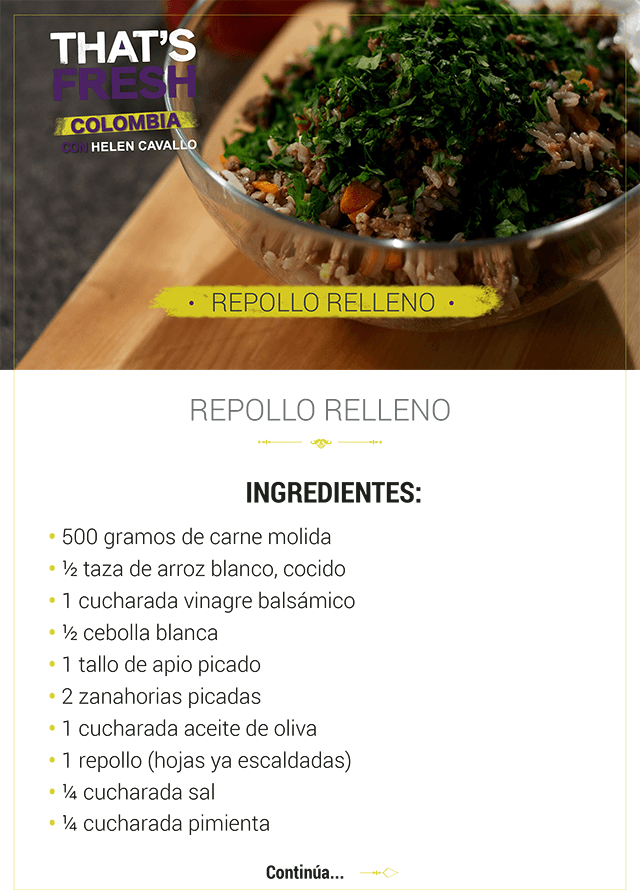 THAT'S
FRESH
COLOMBIA
CON HELEN CAVALLO
• REPOLLO RELLENO •
REPOLLO RELLENO
INGREDIENTES:
• 500 gramos de carne molida
• ½ taza de arroz blanco, cocido
• 1 cucharada vinagre balsámico
• ½ cebolla blanca
• 1 tallo de apio picado
• 2 zanahorias picadas
• 1 cucharada aceite de oliva
• 1 repollo (hojas ya escaldadas)
• ¼ cucharada sal
• ¼ cucharada pimienta
Continúa...